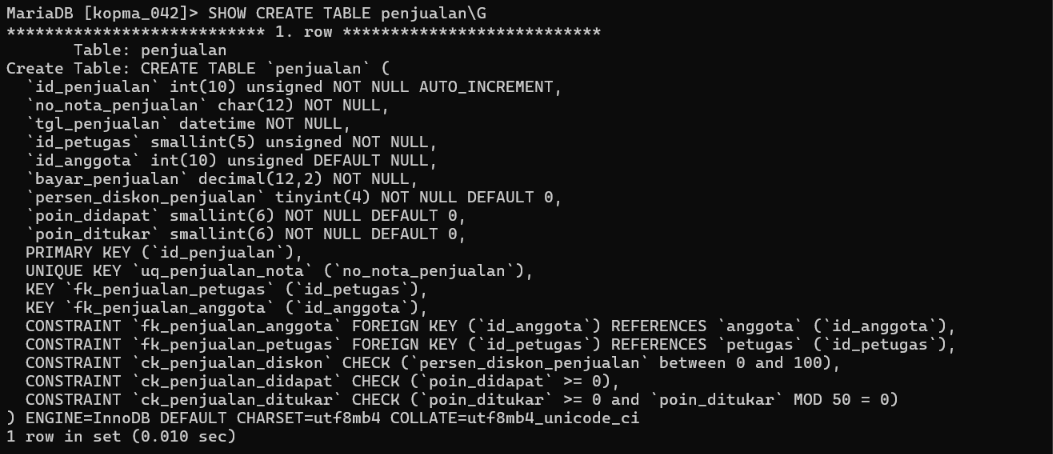 MariaDB [kopma_042]> SHOW CREATE TABLE penjualan\G
*************************** 1. row ***************************
       Table: penjualan
Create Table: CREATE TABLE `penjualan` (
  `id_penjualan` int(10) unsigned NOT NULL AUTO_INCREMENT,
  `no_nota_penjualan` char(12) NOT NULL,
  `tgl_penjualan` datetime NOT NULL,
  `id_petugas` smallint(5) unsigned NOT NULL,
  `id_anggota` int(10) unsigned DEFAULT NULL,
  `bayar_penjualan` decimal(12,2) NOT NULL,
  `persen_diskon_penjualan` tinyint(4) NOT NULL DEFAULT 0,
  `poin_didapat` smallint(6) NOT NULL DEFAULT 0,
  `poin_ditukar` smallint(6) NOT NULL DEFAULT 0,
  PRIMARY KEY (`id_penjualan`),
  UNIQUE KEY `uq_penjualan_nota` (`no_nota_penjualan`),
  KEY `fk_penjualan_petugas` (`id_petugas`),
  KEY `fk_penjualan_anggota` (`id_anggota`),
  CONSTRAINT `fk_penjualan_anggota` FOREIGN KEY (`id_anggota`) REFERENCES `anggota` (`id_anggota`),
  CONSTRAINT `fk_penjualan_petugas` FOREIGN KEY (`id_petugas`) REFERENCES `petugas` (`id_petugas`),
  CONSTRAINT `ck_penjualan_diskon` CHECK (`persen_diskon_penjualan` between 0 and 100),
  CONSTRAINT `ck_penjualan_didapat` CHECK (`poin_didapat` >= 0),
  CONSTRAINT `ck_penjualan_ditukar` CHECK (`poin_ditukar` >= 0 and `poin_ditukar` MOD 50 = 0)
) ENGINE=InnoDB DEFAULT CHARSET=utf8mb4 COLLATE=utf8mb4_unicode_ci
1 row in set (0.010 sec)